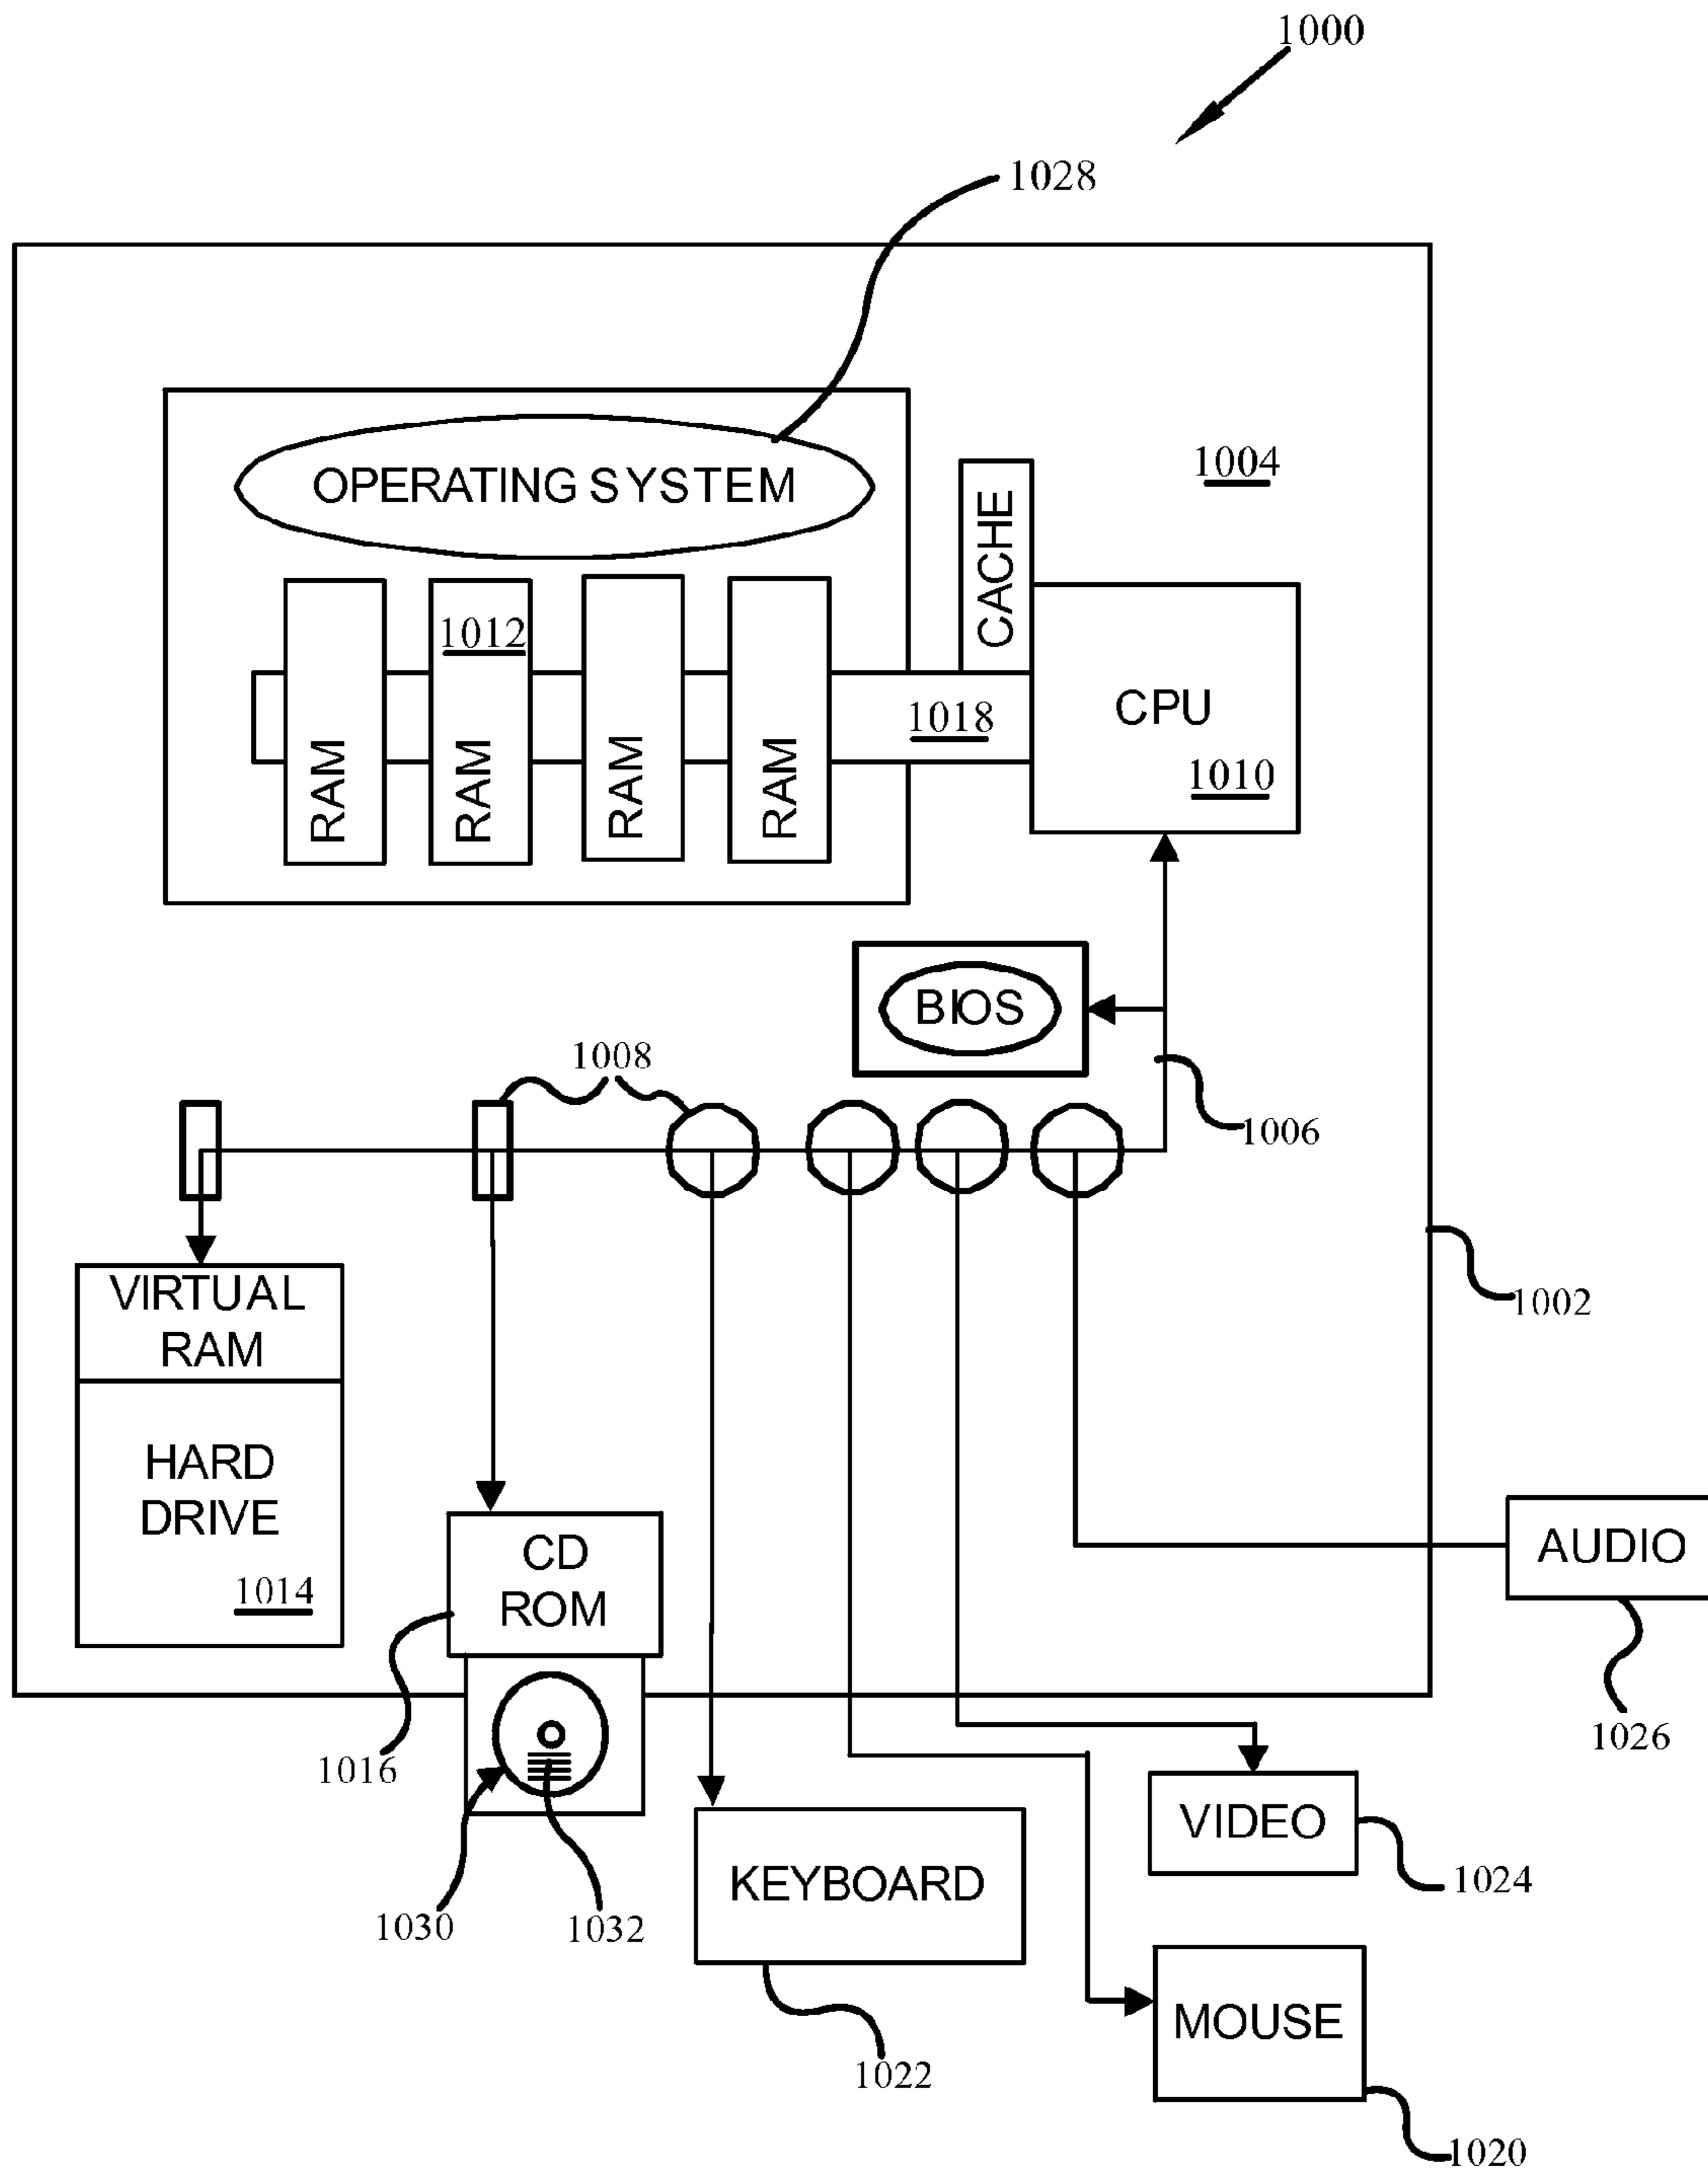 1000
1028
OPERATING SYSTEM
1004
CACHE
1012
RAM
RAM
RAM
RAM
1018
CPU
1010
BIOS
1008
1006
VIRTUAL
RAM
1002
HARD
DRIVE
1014
CD
ROM
AUDIO
1016
1026
VIDEO
1024
KEYBOARD
1030
1032
MOUSE
1022
1020